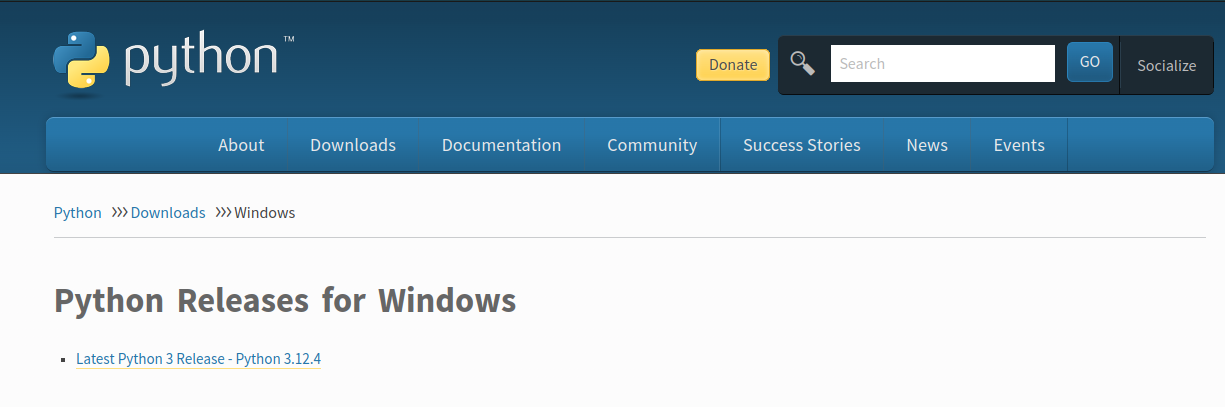 python™
Donate
Search
GO
Socialize
About Downloads Documentation Community Success Stories News Events
Python >>> Downloads >>> Windows
Python Releases for Windows
Latest Python 3 Release - Python 3.12.4